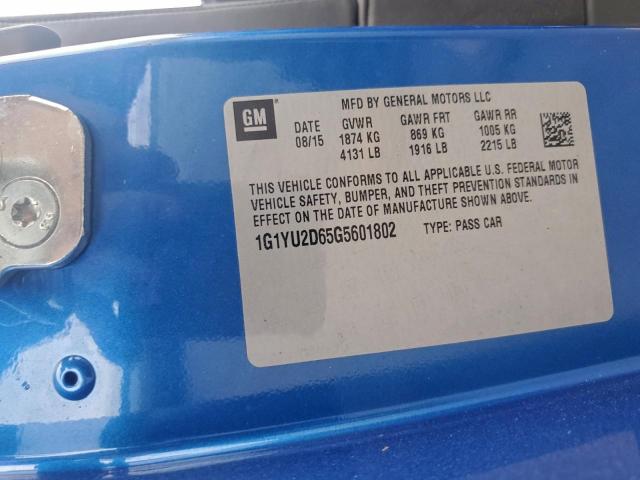 GM
MFD BY GENERAL MOTORS LLC
DATE GVWR GAWR FRT GAWR RR
08/15 1874 KG 869 KG 1005 KG
4131 LB 1916 LB 2215 LB
THIS VEHICLE CONFORMS TO ALL APPLICABLE U.S. FEDERAL MOTOR
VEHICLE SAFETY, BUMPER, AND THEFT PREVENTION STANDARDS IN
EFFECT ON THE DATE OF MANUFACTURE SHOWN ABOVE.
1G1YU2D65G5601802 TYPE: PASS CAR